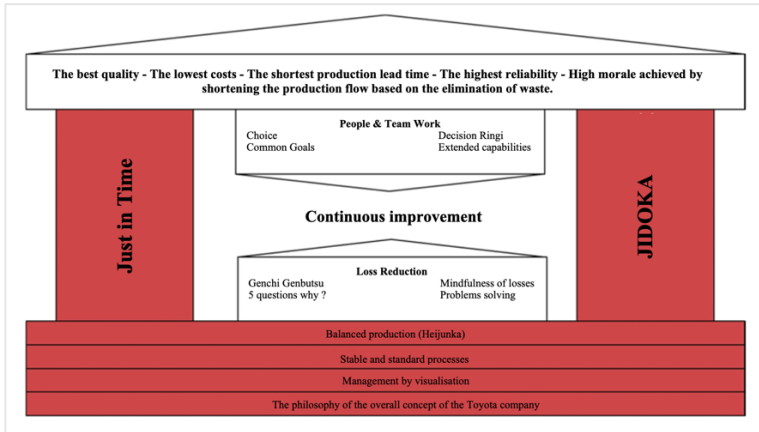 The best quality - The lowest costs - The shortest production lead time - The highest reliability - High morale achieved by
shortening the production flow based on the elimination of waste.
People & Team Work
Choice
Decision Ringi
Common Goals
Extended capabilities
Just in Time
Continuous improvement
JIDOKA
Loss Reduction
Genchi Genbutsu
Mindfulness of losses
5 questions why ?
Problems solving
Balanced production (Heijunka)
Stable and standard processes
Management by visualisation
The philosophy of the overall concept of the Toyota company